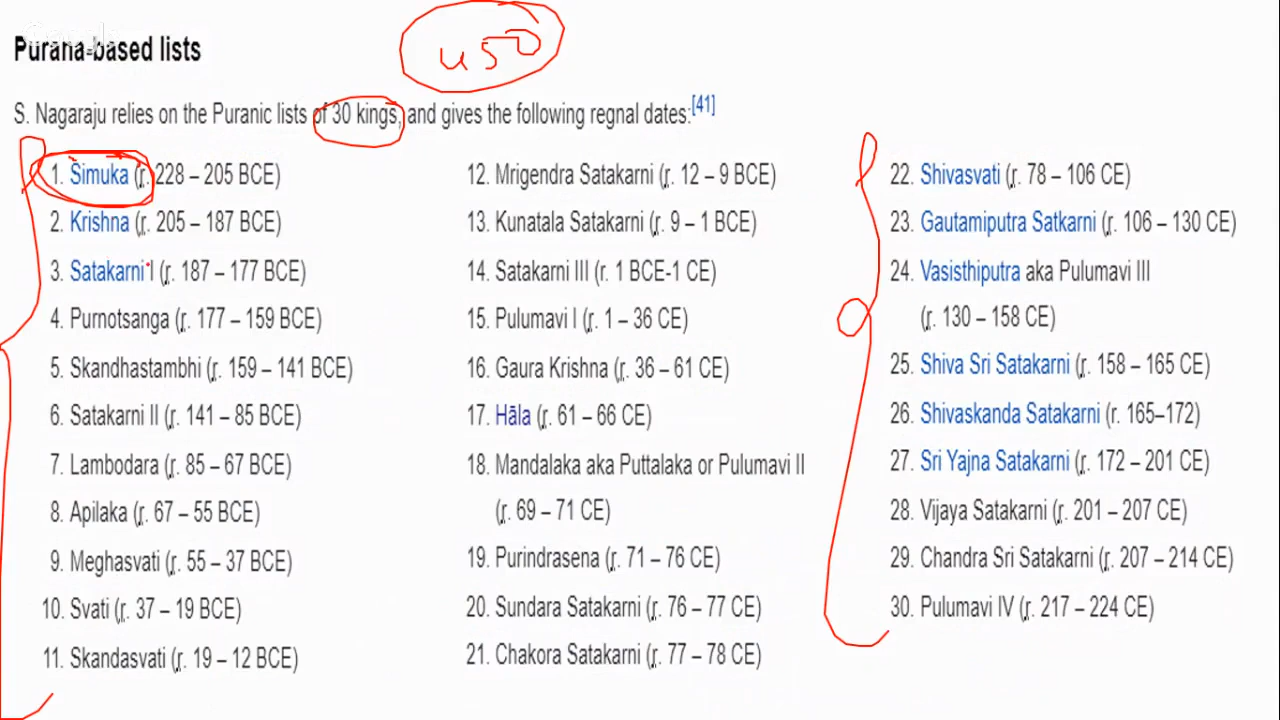 Google
Purana-based lists
450
S. Nagaraju relies on the Puranic lists of 30 kings, and gives the following regnal dates:[41]
1. Simuka (r. 228 – 205 BCE)
2. Krishna (r. 205 – 187 BCE)
3. Satakarni I (r. 187 – 177 BCE)
4. Purnotsanga (r. 177 – 159 BCE)
5. Skandhastambhi (r. 159 – 141 BCE)
6. Satakarni II (r. 141 – 85 BCE)
7. Lambodara (r. 85 – 67 BCE)
8. Apilaka (r. 67 – 55 BCE)
9. Meghasvati (r. 55 – 37 BCE)
10. Svati (r. 37 – 19 BCE)
11. Skandasvati (r. 19 – 12 BCE)
12. Mrigendra Satakarni (r. 12 – 9 BCE)
13. Kunatala Satakarni (r. 9 – 1 BCE)
14. Satakarni III (r. 1 BCE-1 CE)
15. Pulumavi I (r. 1 – 36 CE)
16. Gaura Krishna (r. 36 – 61 CE)
17. Hāla (r. 61 – 66 CE)
18. Mandalaka aka Puttalaka or Pulumavi II
(r. 69 – 71 CE)
19. Purindrasena (r. 71 – 76 CE)
20. Sundara Satakarni (r. 76 – 77 CE)
21. Chakora Satakarni (r. 77 – 78 CE)
22. Shivasvati (r. 78 – 106 CE)
23. Gautamiputra Satkarni (r. 106 – 130 CE)
24. Vasisthiputra aka Pulumavi III
(r. 130 – 158 CE)
25. Shiva Sri Satakarni (r. 158 – 165 CE)
26. Shivaskanda Satakarni (r. 165–172)
27. Sri Yajna Satakarni (r. 172 – 201 CE)
28. Vijaya Satakarni (r. 201 – 207 CE)
29. Chandra Sri Satakarni (r. 207 – 214 CE)
30. Pulumavi IV (r. 217 – 224 CE)